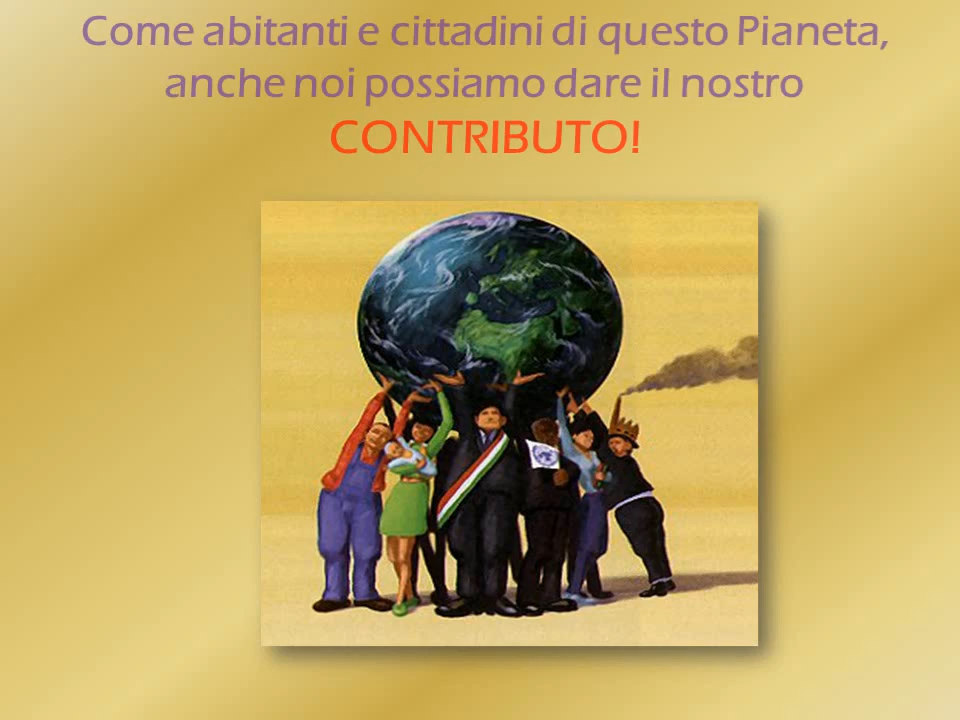 Come abitanti e cittadini di questo Pianeta,
anche noi possiamo dare il nostro
CONTRIBUTO!